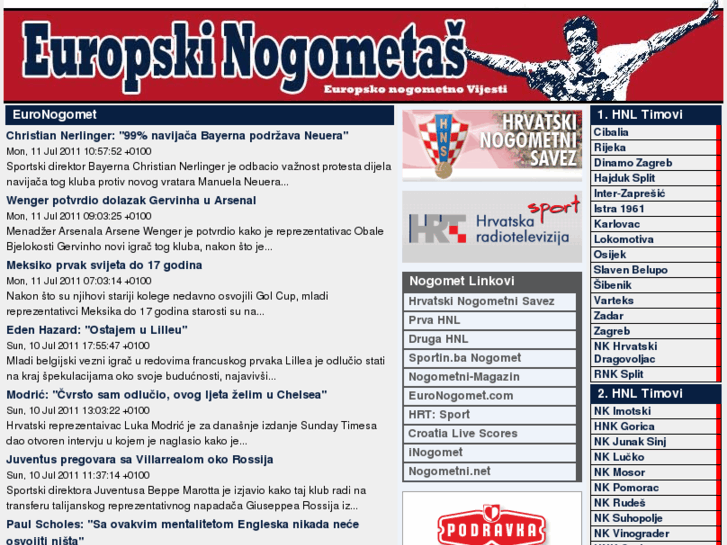 Europski Nogometaš
Europsko nogometno Vijesti
EuroNogomet
Christian Nerlinger: "99% navijača Bayerna podržava Neuera"
Mon, 11 Jul 2011 10:57:52 +0100
Sportski direktor Bayerna Christian Nerlinger je odbacio važnost protesta dijela
navijača tog kluba protiv novog vratara Manuela Neuera...
Wenger potvrdio dolazak Gervinha u Arsenal
Mon, 11 Jul 2011 09:03:25 +0100
Menadžer Arsenala Arsene Wenger je potvrdio kako je reprezentativac Obale
Bjelokosti Gervinho novi igrač tog kluba, nakon što je...
Meksiko prvak svijeta do 17 godina
Mon, 11 Jul 2011 07:03:14 +0100
Nakon što su njihovi stariji kolege nedavno osvojili Gol Cup, mladi
reprezentativci Meksika do 17 godina starosti su na...
Eden Hazard: "Ostajem u Lilleu"
Sun, 10 Jul 2011 17:55:47 +0100
Mladi belgijski vezni igrač u redovima francuskog prvaka Lillea je odlučio stati
na kraj špekulacijama oko svoje budućnosti, najavivši...
Modrić: "Čvrsto sam odlučio, ovog ljeta želim u Chelsea"
Sun, 10 Jul 2011 13:03:22 +0100
Hrvatski reprezentaivac Luka Modrić je za današnje izdanje Sunday Timesa
dao otvoren intervju u kojem je naglasio kako je...
Juventus pregovara sa Villarrealom oko Rossija
Sun, 10 Jul 2011 11:37:14 +0100
Sportski direktora Juventusa Beppe Marotta je izjavio kako taj klub radi na
transferu talijanskog reprezentativnog napadača Giuseppea Rossija iz...
Paul Scholes: "Sa ovakvim mentalitetom Engleska nikada neće
osvojiti ništa"
HNS
HRVATSKI
NOGOMETNI
SAVEZ
HRT
sport
Hrvatska
radiotelevizija
Nogomet Linkovi
Hrvatski Nogometni Savez
Prva HNL
Druga HNL
Sportin.ba Nogomet
Nogometni-Magazin
EuroNogomet.com
HRT: Sport
Croatia Live Scores
iNogomet
Nogometni.net
PODRAVKA
1. HNL Timovi
Cibalia
Rijeka
Dinamo Zagreb
Hajduk Split
Inter-Zaprešić
Istra 1961
Karlovac
Lokomotiva
Osijek
Slaven Belupo
Šibenik
Varteks
Zadar
Zagreb
NK Hrvatski
Dragovoljac
RNK Split
2. HNL Timovi
NK Imotski
HNK Gorica
NK Junak Sinj
NK Lučko
NK Mosor
NK Pomorac
NK Rudeš
NK Suhopolje
NK Vinograder